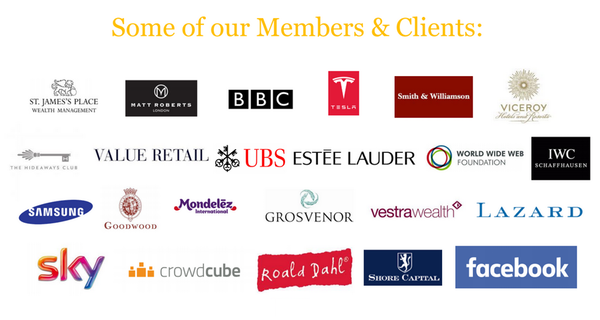 Some of our Members & Clients:
ST. JAMES'S PLACE
WEALTH MANAGEMENT
MATT ROBERTS
LONDON
BBC
TESLA
Smith & Williamson
VICEROY
Hotels and Resorts
THE HIDEAWAYS CLUB
VALUE RETAIL
UBS
ESTĒE LAUDER
WORLD WIDE WEB
FOUNDATION
IWC
SCHAFFHAUSEN
SAMSUNG
GOODWOOD
Mondelēz
International
GROSVENOR
vestrawealth
LAZARD
sky
crowdcube
ROALD DAHL®
SHORE CAPITAL
facebook